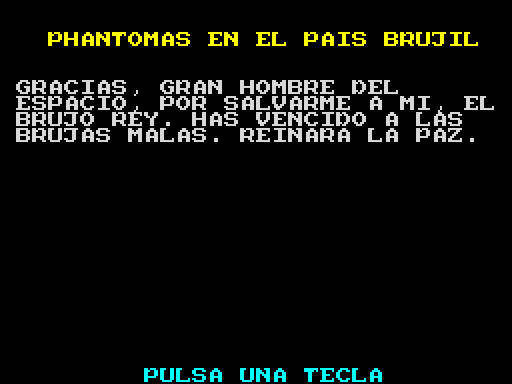 PHANTOMAS EN EL PAIS BRUJIL
GRACIAS, GRAN HOMBRE DEL
ESPACIO, POR SALVARME A MI, EL
BRUJO REY. HAS VENCIDO A LAS
BRUJAS MALAS. REINARA LA PAZ.
PULSA UNA TECLA